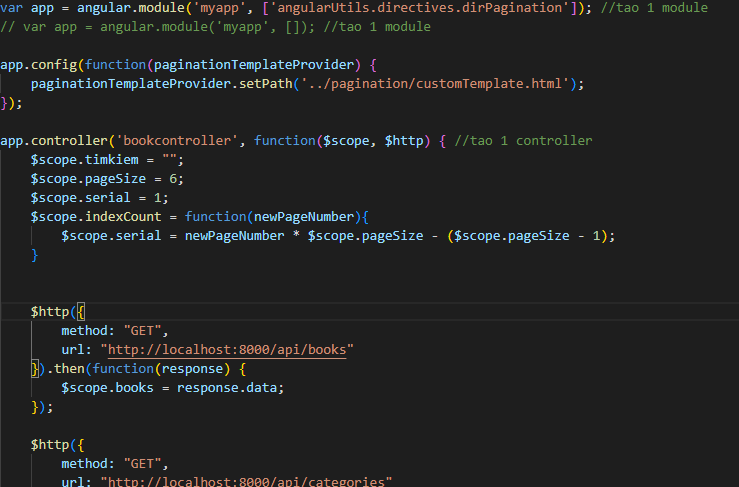 var app = angular.module('myapp', ['angularUtils.directives.dirPagination']); //tao 1 module
// var app = angular.module('myapp', []); //tao 1 module
app.config(function(paginationTemplateProvider) {
paginationTemplateProvider.setPath('../pagination/customTemplate.html');
});
app.controller('bookcontroller', function($scope, $http) { //tao 1 controller
$scope.timkiem = "";
$scope.pageSize = 6;
$scope.serial = 1;
$scope.indexCount = function(newPageNumber){
$scope.serial = newPageNumber * $scope.pageSize - ($scope.pageSize - 1);
}
$http({
method: "GET",
url: "http://localhost:8000/api/books"
}).then(function(response) {
$scope.books = response.data;
});
$http({
method: "GET",
url: "http://localhost:8000/api/categories"